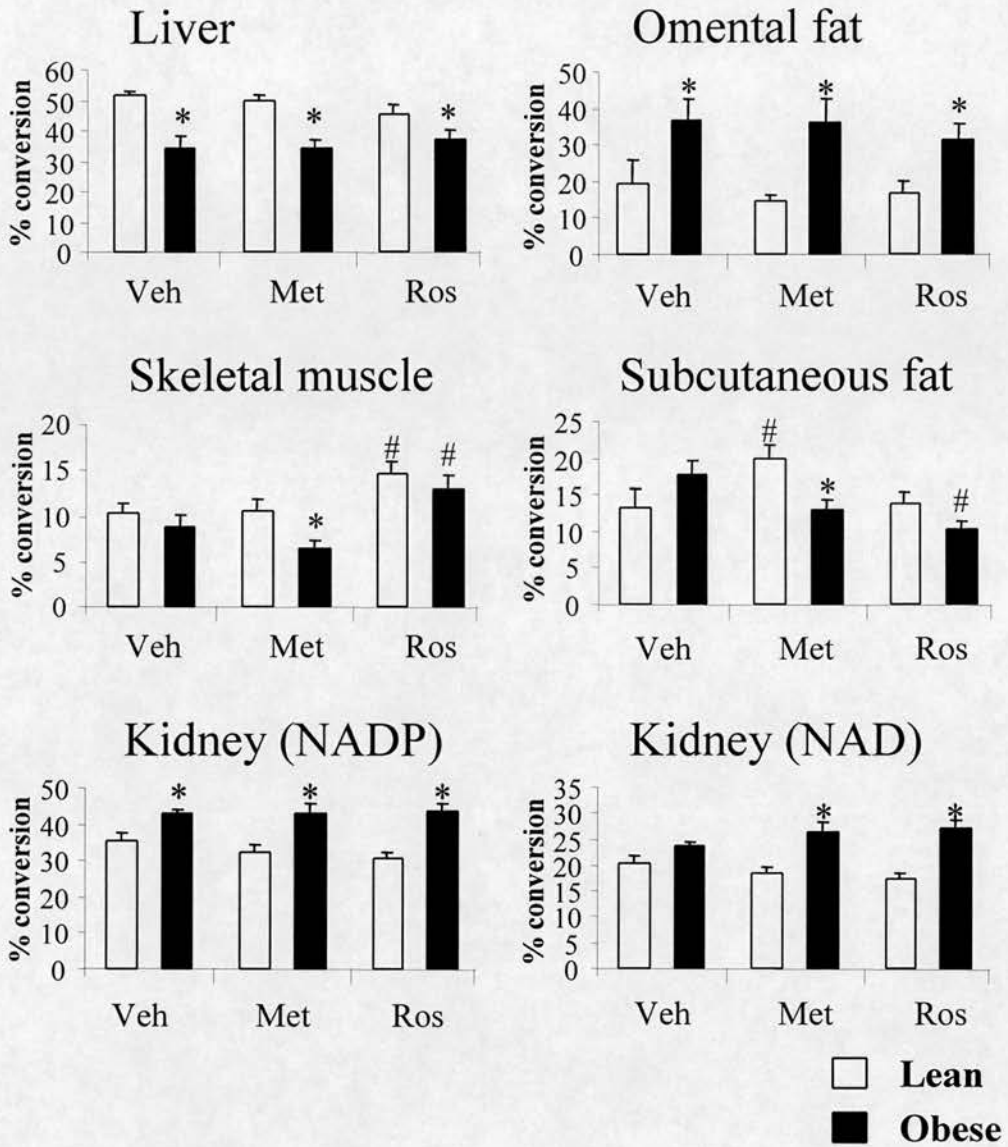 Liver
% conversion
60
50
40
30
20
10
0
* * *
Veh Met Ros
Omental fat
% conversion
50
40
30
20
10
0
* * *
Veh Met Ros
Skeletal muscle
% conversion
20
15
10
5
0
* # #
Veh Met Ros
Subcutaneous fat
% conversion
25
20
15
10
5
0
# * #
Veh Met Ros
Kidney (NADP)
% conversion
50
40
30
20
10
0
* * *
Veh Met Ros
Kidney (NAD)
% conversion
35
30
25
20
15
10
5
0
* *
Veh Met Ros
Lean
Obese